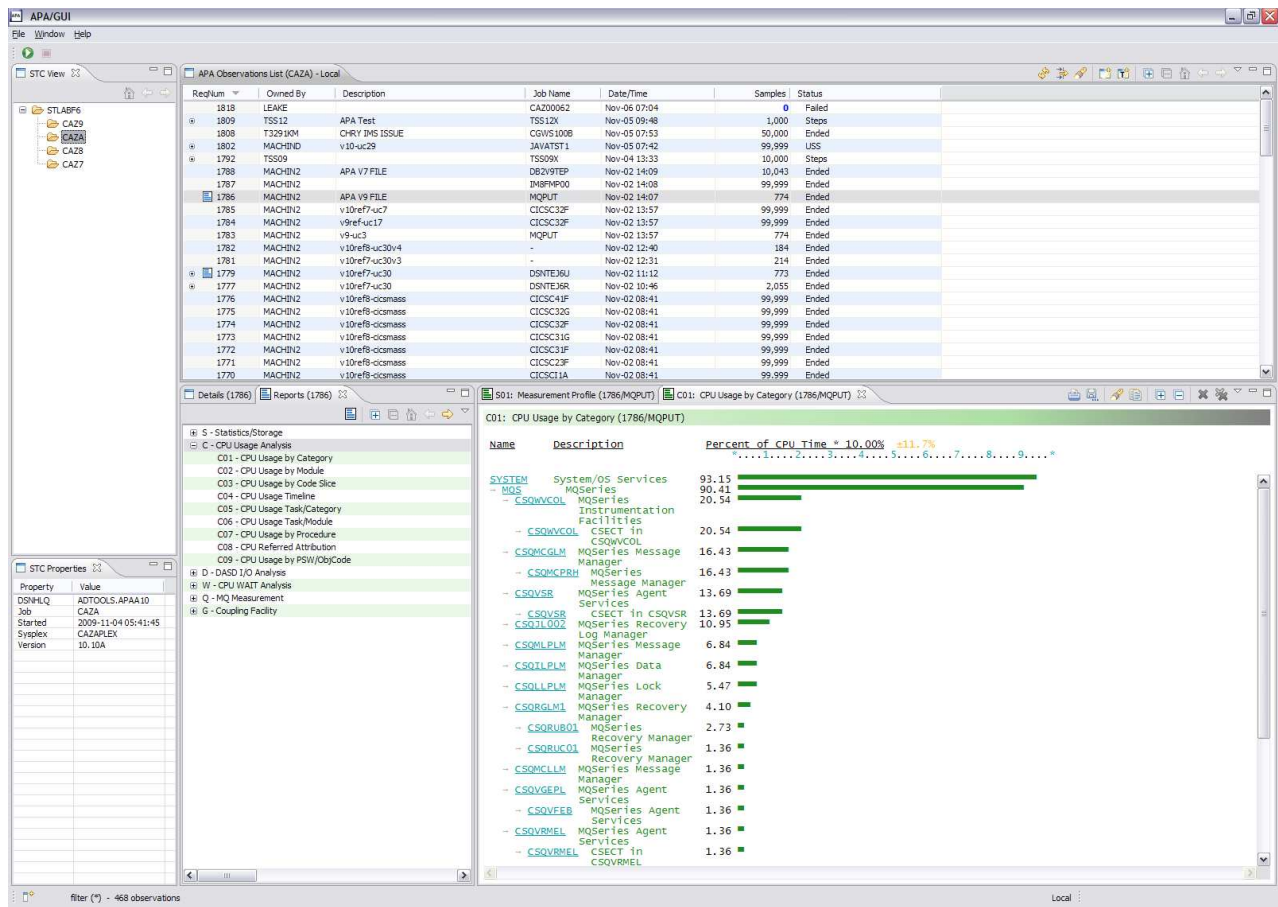 APA/GUI
File Window Help
STC View
STLABF6
CAZ9
CAZA
CAZ8
CAZ7
APA Observations List (CAZA) - Local
ReqNum Owned By Description Job Name Date/Time Samples Status
1818 LEAKE CAZ00062 Nov-06 07:04 0 Failed
1809 TSS12 APA Test TSS12X Nov-05 09:48 1,000 Steps
1808 T3291KM CHRY IMS ISSUE CGWS100B Nov-05 07:53 50,000 Ended
1802 MACHIND v10-uc29 JAVATST1 Nov-05 07:42 99,999 USS
1792 TSS09 TSS09X Nov-04 13:33 10,000 Steps
1788 MACHIN2 APA V7 FILE DB2V9TEP Nov-02 14:09 10,043 Ended
1787 MACHIN2 IM8FMP00 Nov-02 14:08 99,999 Ended
1786 MACHIN2 APA V9 FILE MQPUT Nov-02 14:07 774 Ended
1785 MACHIN2 v10ref7-uc7 CICSC32F Nov-02 13:57 99,999 Ended
1784 MACHIN2 v9ref-uc17 CICSC32F Nov-02 13:57 99,999 Ended
1783 MACHIN2 v9-uc3 MQPUT Nov-02 13:57 774 Ended
1782 MACHIN2 v10ref8-uc30v4 - Nov-02 12:40 184 Ended
1781 MACHIN2 v10ref7-uc30v3 - Nov-02 12:31 214 Ended
1779 MACHIN2 v10ref7-uc30 DSNTEJ6U Nov-02 11:12 773 Ended
1777 MACHIN2 v10ref7-uc30 DSNTEJ6R Nov-02 10:46 2,055 Ended
1776 MACHIN2 v10ref8-cicsmass CICSC41F Nov-02 08:41 99,999 Ended
1775 MACHIN2 v10ref8-cicsmass CICSC32G Nov-02 08:41 99,999 Ended
1774 MACHIN2 v10ref8-cicsmass CICSC32F Nov-02 08:41 99,999 Ended
1773 MACHIN2 v10ref8-cicsmass CICSC31G Nov-02 08:41 99,999 Ended
1772 MACHIN2 v10ref8-cicsmass CICSC31F Nov-02 08:41 99,999 Ended
1771 MACHIN2 v10ref8-cicsmass CICSC23F Nov-02 08:41 99,999 Ended
1770 MACHIN2 v10ref8-cicsmass CICSCI1A Nov-02 08:41 99,999 Ended
STC Properties
Property Value
DSNHLQ ADTOOLS.APAA10
Job CAZA
Started 2009-11-04 05:41:45
Sysplex CAZAPLEX
Version 10.10A
Details (1786) Reports (1786)
S - Statistics/Storage
C - CPU Usage Analysis
C01 - CPU Usage by Category
C02 - CPU Usage by Module
C03 - CPU Usage by Code Slice
C04 - CPU Usage Timeline
C05 - CPU Usage Task/Category
C06 - CPU Usage Task/Module
C07 - CPU Usage by Procedure
C08 - CPU Referred Attribution
C09 - CPU Usage by PSW/ObjCode
D - DASD I/O Analysis
W - CPU WAIT Analysis
Q - MQ Measurement
G - Coupling Facility
S01: Measurement Profile (1786/MQPUT) C01: CPU Usage by Category (1786/MQPUT)
C01: CPU Usage by Category (1786/MQPUT)
Name Description Percent of CPU Time * 10.00% ±11.7%
*....1....2....3....4....5....6....7....8....9....*
SYSTEM System/OS Services 93.15
- MQS MQSeries 90.41
- CSQWVCOL MQSeries 20.54
Instrumentation
Facilities
- CSQWVCOL CSECT in 20.54
CSQWVCOL
- CSQMCGLM MQSeries Message 16.43
Manager
- CSQMCPRH MQSeries 16.43
Message Manager
- CSQVSR MQSeries Agent 13.69
Services
- CSQVSR CSECT in CSQVSR 13.69
- CSQJL002 MQSeries Recovery 10.95
Log Manager
- CSQMLPLM MQSeries Message 6.84
Manager
- CSQILPLM MQSeries Data 6.84
Manager
- CSQLLPLM MQSeries Lock 5.47
Manager
- CSQRGLM1 MQSeries Recovery 4.10
Manager
- CSQRUB01 MQSeries 2.73
Recovery Manager
- CSQRUC01 MQSeries 1.36
Recovery Manager
- CSQMCLLM MQSeries Message 1.36
Manager
- CSQVGEPL MQSeries Agent 1.36
Services
- CSQVFEB MQSeries Agent 1.36
Services
- CSQVRMEL MQSeries Agent 1.36
Services
- CSQVRMEL CSECT in 1.36
CSQVRMEL
filter (*) - 468 observations
Local